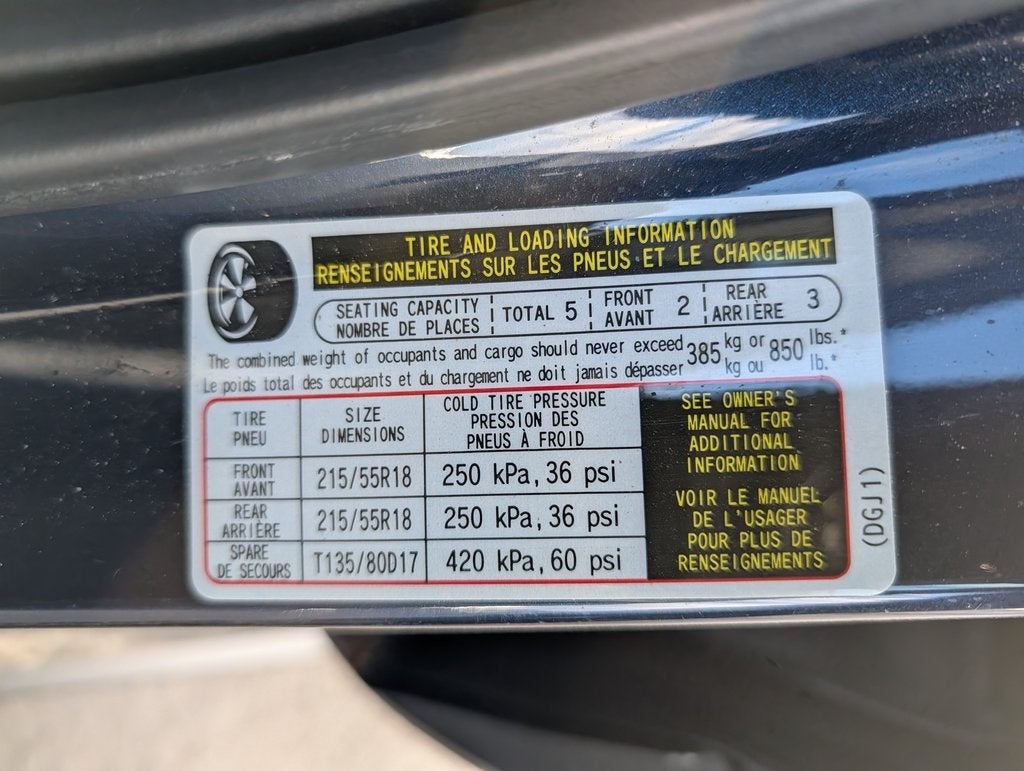 TIRE AND LOADING INFORMATION
RENSEIGNEMENTS SUR LES PNEUS ET LE CHARGEMENT
SEATING CAPACITY
NOMBRE DE PLACES
TOTAL 5
FRONT
AVANT
2
REAR
ARRIÈRE
3
The combined weight of occupants and cargo should never exceed 385 kg or 850 lbs.*
Le poids total des occupants et du chargement ne doit jamais dépasser kg ou lb.*
TIRE
PNEU
SIZE
DIMENSIONS
COLD TIRE PRESSURE
PRESSION DES
PNEUS À FROID
FRONT
AVANT
215/55R18
250 kPa, 36 psi
REAR
ARRIÈRE
215/55R18
250 kPa, 36 psi
SPARE
DE SECOURS
T135/80D17
420 kPa, 60 psi
SEE OWNER'S
MANUAL FOR
ADDITIONAL
INFORMATION
VOIR LE MANUEL
DE L'USAGER
POUR PLUS DE
RENSEIGNEMENTS
(DGJ1)